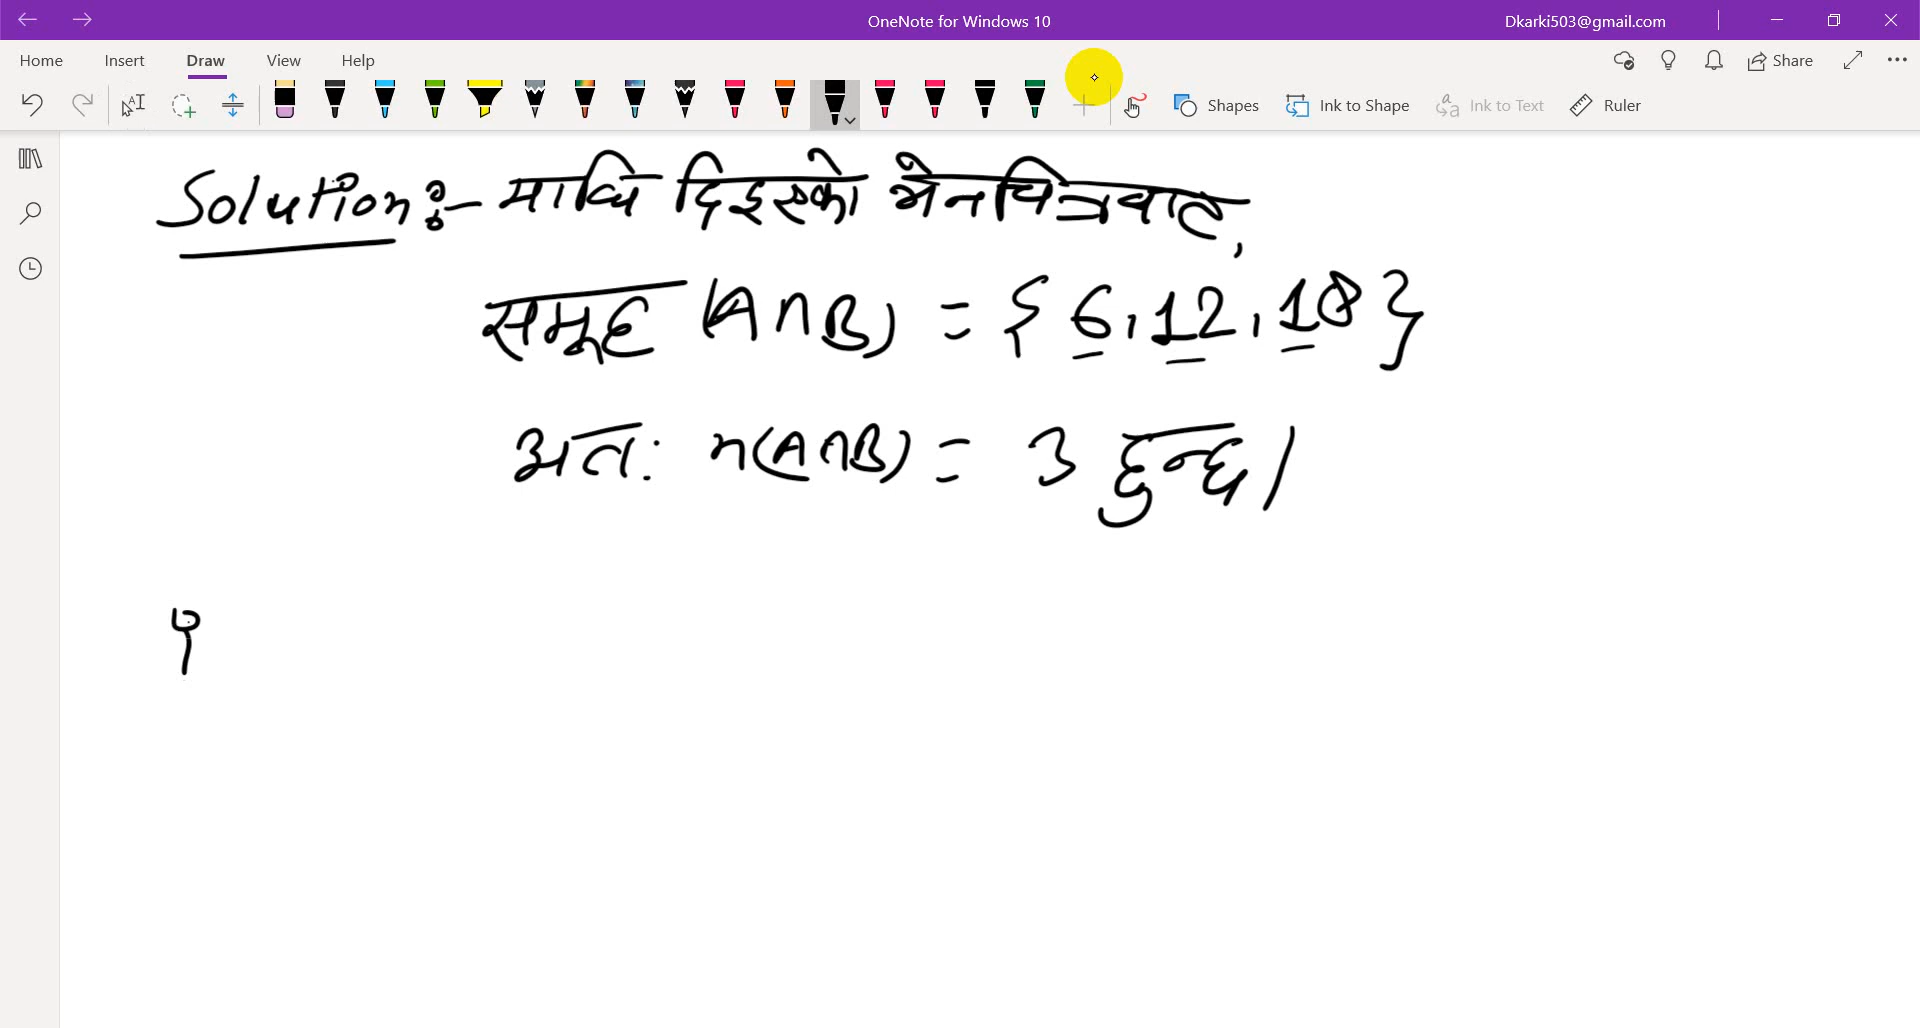 OneNote for Windows 10
Dkarki503@gmail.com
Home Insert Draw View Help
Share
Shapes Ink to Shape Ink to Text Ruler
Solution :- माथि दिइएको भेनचित्रबाट,
समूह (A∩B) = {6, 12, 18}
अतः n(A∩B) = 3 हुन्छ।